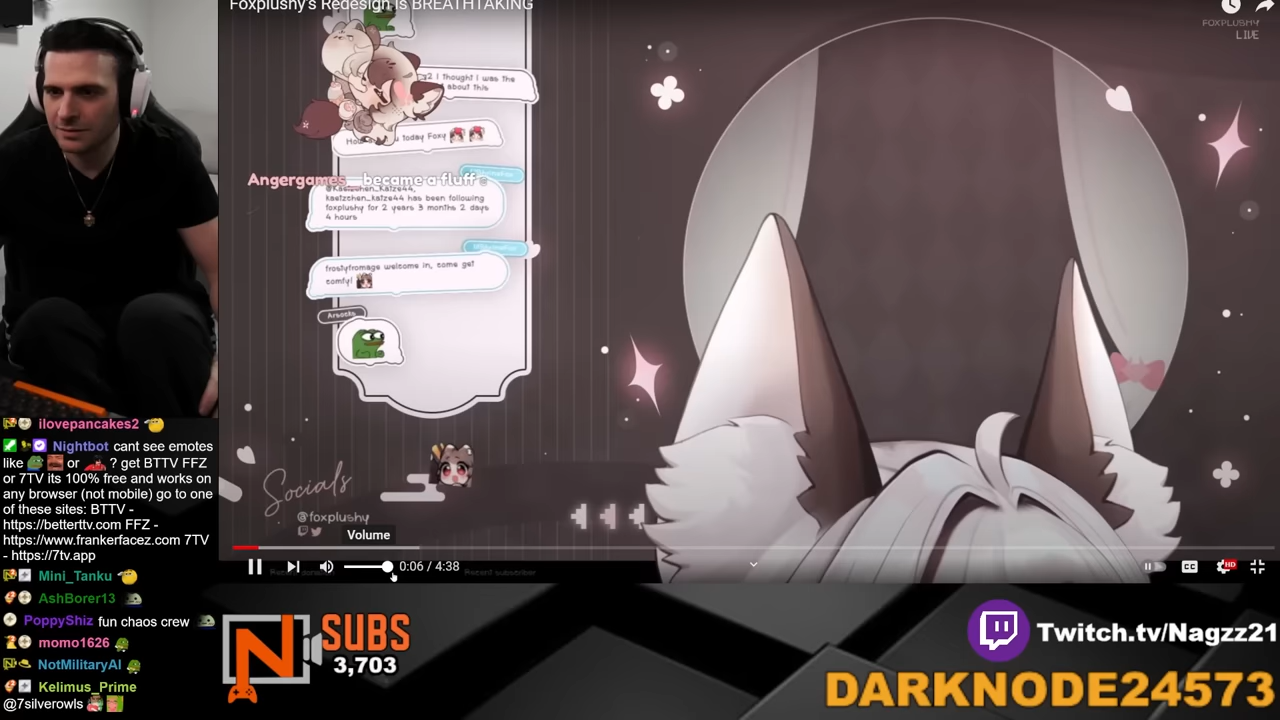 Foxplushy's Redesign is BREATHTAKING
FOXPLUSHY
LIVE
I thought I was the
about this
today Foxy
Angergames became a fluff
@Kaetzchen_Katze44,
kaetzchen_katze44 has been following
foxplushy for 2 years 3 months 2 days
4 hours
frostyfromage welcome in, come get
comfy!
Arsocks
Socials
@foxplushy
Volume
0:06 / 4:38
CC
HD
ilovepancakes2
Nightbot cant see emotes
like or ? get BTTV FFZ
or 7TV its 100% free and works on
any browser (not mobile) go to one
of these sites: BTTV -
https://betterttv.com FFZ -
https://www.frankerfacez.com 7TV
- https://7tv.app
Mini_Tanku
AshBorer13
PoppyShiz fun chaos crew
momo1626
NotMilitaryAI
Kelimus_Prime
@7silverowls
N
SUBS
3,703
Twitch.tv/Nagzz21
DARKNODE24573